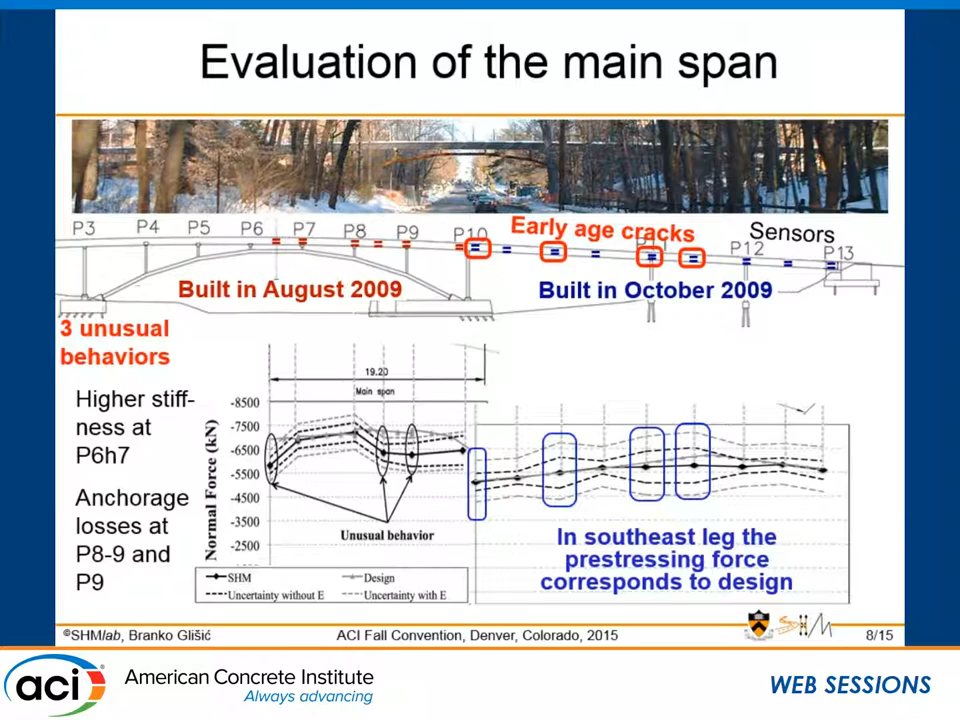 Evaluation of the main span
P3 P4 P5 P6 P7 P8 P9 P10 P12 P13
Early age cracks
Sensors
Built in August 2009
Built in October 2009
3 unusual
behaviors
Higher stiff-
ness at
P6h7
Anchorage
losses at
P8-9 and
P9
19.20
Main span
Normal Force (kN)
-8500
-7500
-6500
-5500
-4500
-3500
-2500
Unusual behavior
SHM
Design
Uncertainty without E
Uncertainty with E
In southeast leg the
prestressing force
corresponds to design
©SHMlab, Branko Glišić
ACI Fall Convention, Denver, Colorado, 2015
8/15
aci
American Concrete Institute
Always advancing
WEB SESSIONS